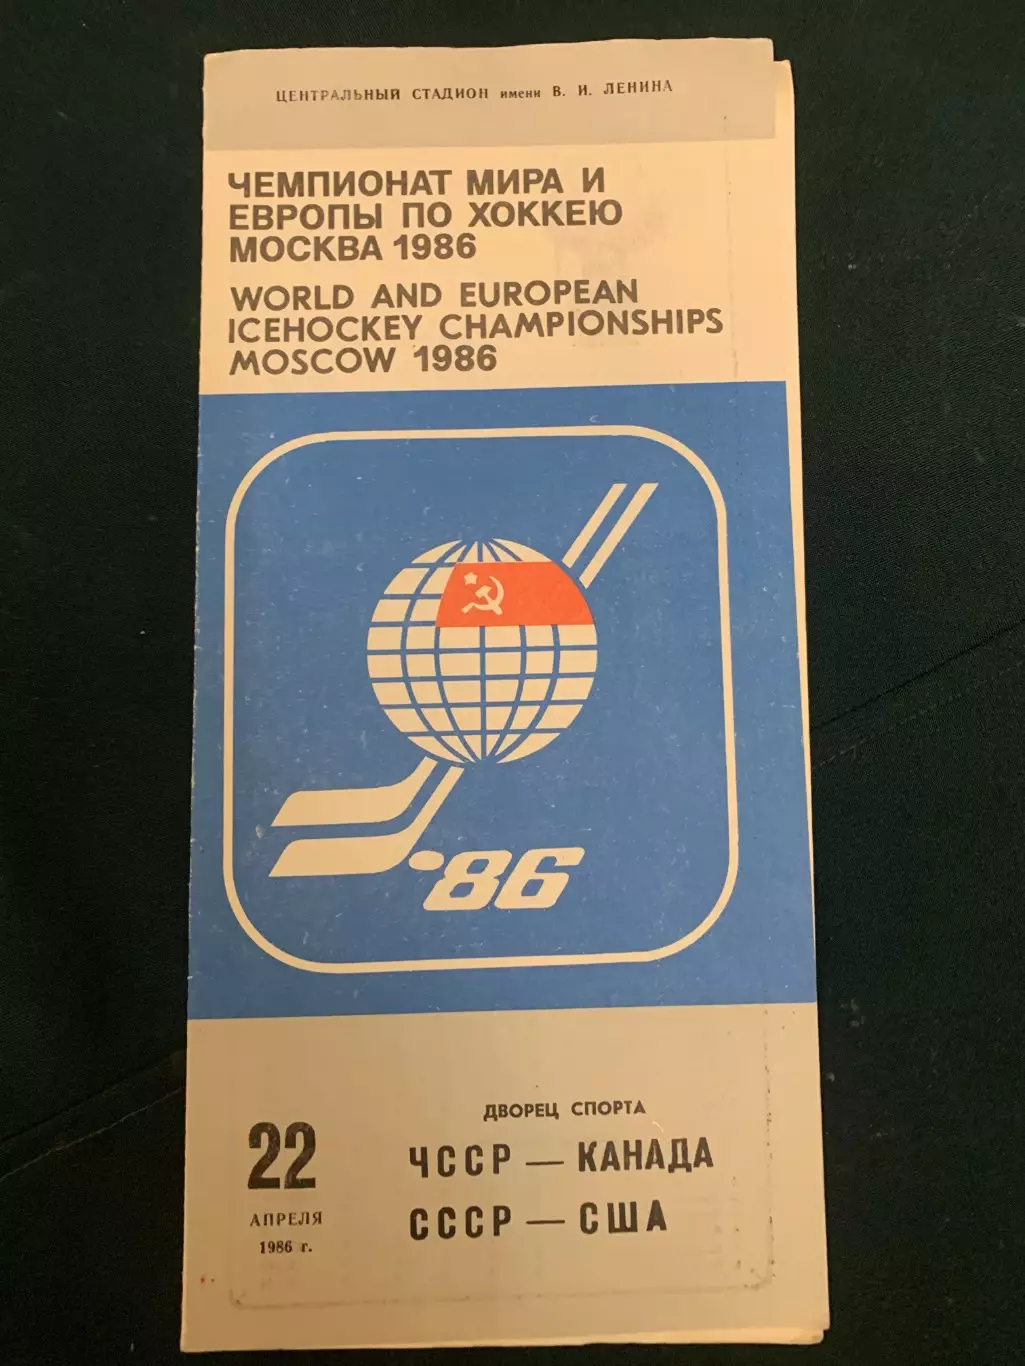 ЦЕНТРАЛЬНЫЙ СТАДИОН имени В. И. ЛЕНИНА
ЧЕМПИОНАТ МИРА И
ЕВРОПЫ ПО ХОККЕЮ
МОСКВА 1986
WORLD AND EUROPEAN
ICEHOCKEY CHAMPIONSHIPS
MOSCOW 1986
'86
ДВОРЕЦ СПОРТА
22
АПРЕЛЯ
1986 г.
ЧССР — КАНАДА
СССР — США